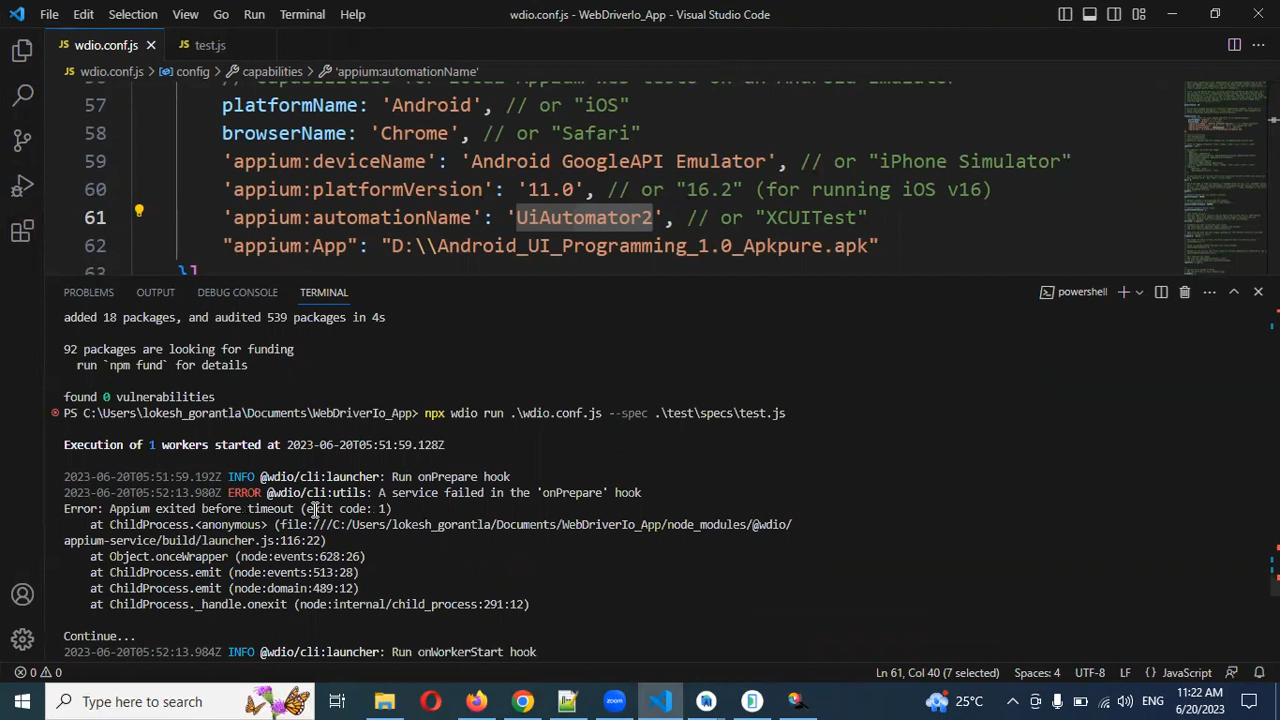 File Edit Selection View Go Run Terminal Help
wdio.conf.js - WebDriverIo_App - Visual Studio Code
JS wdio.conf.js
JS test.js
JS wdio.conf.js > config > capabilities > 'appium:automationName'
57 platformName: 'Android', // or "iOS"
58 browserName: 'Chrome', // or "Safari"
59 'appium:deviceName': 'Android GoogleAPI Emulator', // or "iPhone Simulator"
60 'appium:platformVersion': '11.0', // or "16.2" (for running iOS v16)
61 'appium:automationName': 'UiAutomator2', // or "XCUITest"
62 "appium:App": "D:\\Android_UI_Programming_1.0_Apkpure.apk"
63 }]
PROBLEMS OUTPUT DEBUG CONSOLE TERMINAL
powershell
added 18 packages, and audited 539 packages in 4s
92 packages are looking for funding
run `npm fund` for details
found 0 vulnerabilities
PS C:\Users\lokesh_gorantla\Documents\WebDriverIo_App> npx wdio run .\wdio.conf.js --spec .\test\specs\test.js
Execution of 1 workers started at 2023-06-20T05:51:59.128Z
2023-06-20T05:51:59.192Z INFO @wdio/cli:launcher: Run onPrepare hook
2023-06-20T05:52:13.980Z ERROR @wdio/cli:utils: A service failed in the 'onPrepare' hook
Error: Appium exited before timeout (exit code: 1)
at ChildProcess.<anonymous> (file:///C:/Users/lokesh_gorantla/Documents/WebDriverIo_App/node_modules/@wdio/
appium-service/build/launcher.js:116:22)
at Object.onceWrapper (node:events:628:26)
at ChildProcess.emit (node:events:513:28)
at ChildProcess.emit (node:domain:489:12)
at ChildProcess._handle.onexit (node:internal/child_process:291:12)
Continue...
2023-06-20T05:52:13.984Z INFO @wdio/cli:launcher: Run onWorkerStart hook
0 0
Ln 61, Col 40 (7 selected) Spaces: 4 UTF-8 LF { } JavaScript
Type here to search
25°C
ENG
11:22 AM
6/20/2023